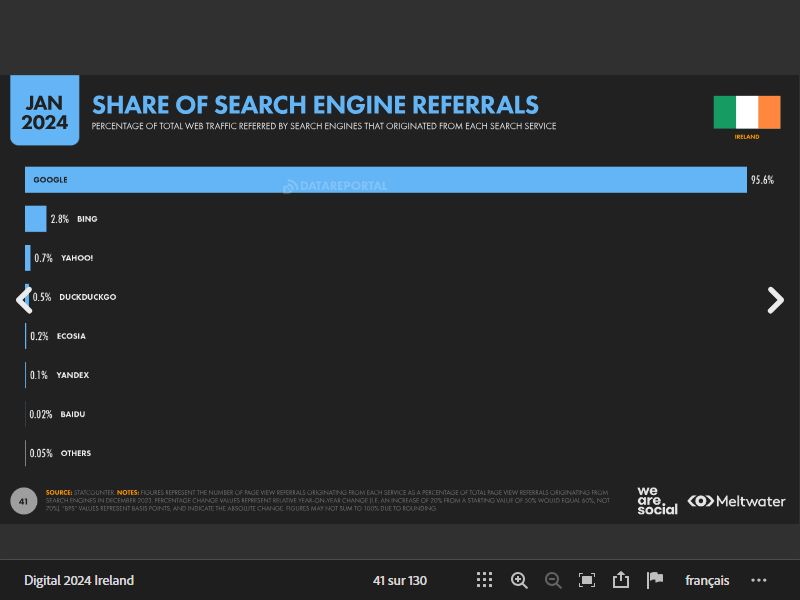 JAN
2024
SHARE OF SEARCH ENGINE REFERRALS
PERCENTAGE OF TOTAL WEB TRAFFIC REFERRED BY SEARCH ENGINES THAT ORIGINATED FROM EACH SEARCH SERVICE
IRELAND
GOOGLE
DATAREPORTAL
95.6%
2.8% BING
0.7% YAHOO!
0.5% DUCKDUCKGO
0.2% ECOSIA
0.1% YANDEX
0.02% BAIDU
0.05% OTHERS
41
SOURCE: STATCOUNTER. NOTES: FIGURES REPRESENT THE NUMBER OF PAGE VIEW REFERRALS ORIGINATING FROM EACH SERVICE AS A PERCENTAGE OF TOTAL PAGE VIEW REFERRALS ORIGINATING FROM
SEARCH ENGINES IN DECEMBER 2023. PERCENTAGE CHANGE VALUES REPRESENT RELATIVE YEAR-ON-YEAR CHANGE (I.E. AN INCREASE OF 20% FROM A STARTING VALUE OF 50% WOULD EQUAL 60%, NOT
70%). "BPS" VALUES REPRESENT BASIS POINTS, AND INDICATE THE ABSOLUTE CHANGE. FIGURES MAY NOT SUM TO 100% DUE TO ROUNDING.
we
are.
social
Meltwater
Digital 2024 Ireland
41 sur 130
français